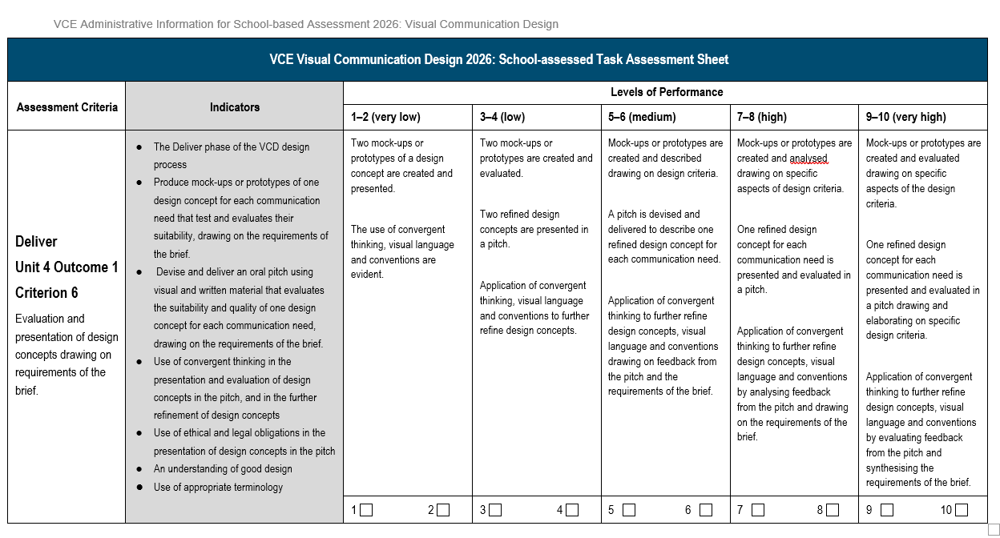 VCE Administrative Information for School-based Assessment 2026: Visual Communication Design
VCE Visual Communication Design 2026: School-assessed Task Assessment Sheet
Assessment Criteria
Indicators
Levels of Performance
1–2 (very low)
3–4 (low)
5–6 (medium)
7–8 (high)
9–10 (very high)
Deliver
Unit 4 Outcome 1
Criterion 6
Evaluation and
presentation of design
concepts drawing on
requirements of the
brief.
● The Deliver phase of the VCD design
process
● Produce mock-ups or prototypes of one
design concept for each communication
need that test and evaluates their
suitability, drawing on the requirements of
the brief.
● Devise and deliver an oral pitch using
visual and written material that evaluates
the suitability and quality of one design
concept for each communication need,
drawing on the requirements of the brief.
● Use of convergent thinking in the
presentation and evaluation of design
concepts in the pitch, and in the further
refinement of design concepts
● Use of ethical and legal obligations in the
presentation of design concepts in the pitch
● An understanding of good design
● Use of appropriate terminology
Two mock-ups or
prototypes of a design
concept are created and
presented.
The use of convergent
thinking, visual language
and conventions are
evident.
Two mock-ups or
prototypes are created and
evaluated.
Two refined design
concepts are presented in
a pitch.
Application of convergent
thinking, visual language
and conventions to further
refine design concepts.
Mock-ups or prototypes are
created and described
drawing on design criteria.
A pitch is devised and
delivered to describe one
refined design concept for
each communication need.
Application of convergent
thinking to further refine
design concepts, visual
language and conventions
drawing on feedback from
the pitch and the
requirements of the brief.
Mock-ups or prototypes are
created and analysed
drawing on specific
aspects of design criteria.
One refined design
concept for each
communication need is
presented and evaluated in
a pitch.
Application of convergent
thinking to further refine
design concepts, visual
language and conventions
by analysing feedback
from the pitch and drawing
on the requirements of the
brief.
Mock-ups or prototypes are
created and evaluated
drawing on specific
aspects of the design
criteria.
One refined design
concept for each
communication need is
presented and evaluated in
a pitch drawing and
elaborating on specific
design criteria.
Application of convergent
thinking to further refine
design concepts, visual
language and conventions
by evaluating feedback
from the pitch and
synthesising the
requirements of the brief.
1 2 3 4 5 6 7 8 9 10